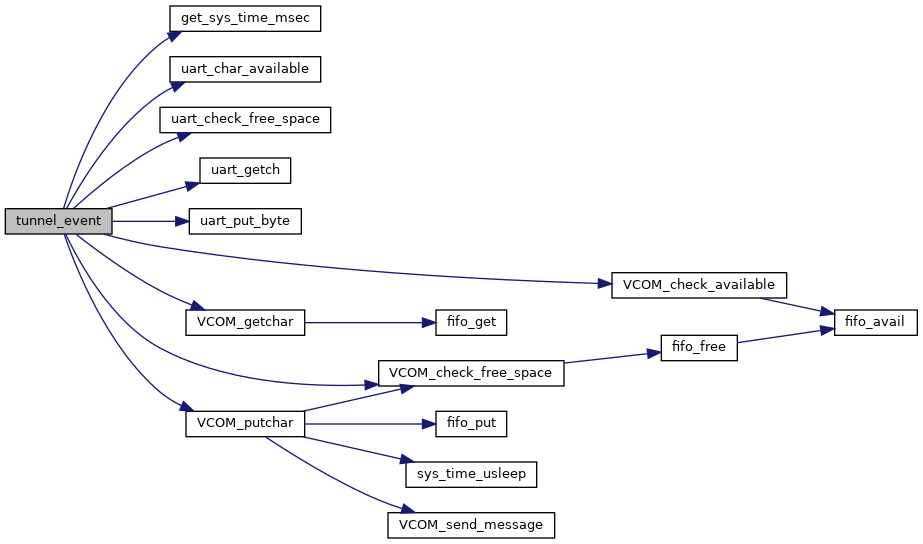 get_sys_time_msec
uart_char_available
uart_check_free_space
uart_getch
tunnel_event
uart_put_byte
VCOM_check_available
VCOM_getchar
fifo_get
fifo_avail
fifo_free
VCOM_check_free_space
VCOM_putchar
fifo_put
sys_time_usleep
VCOM_send_message